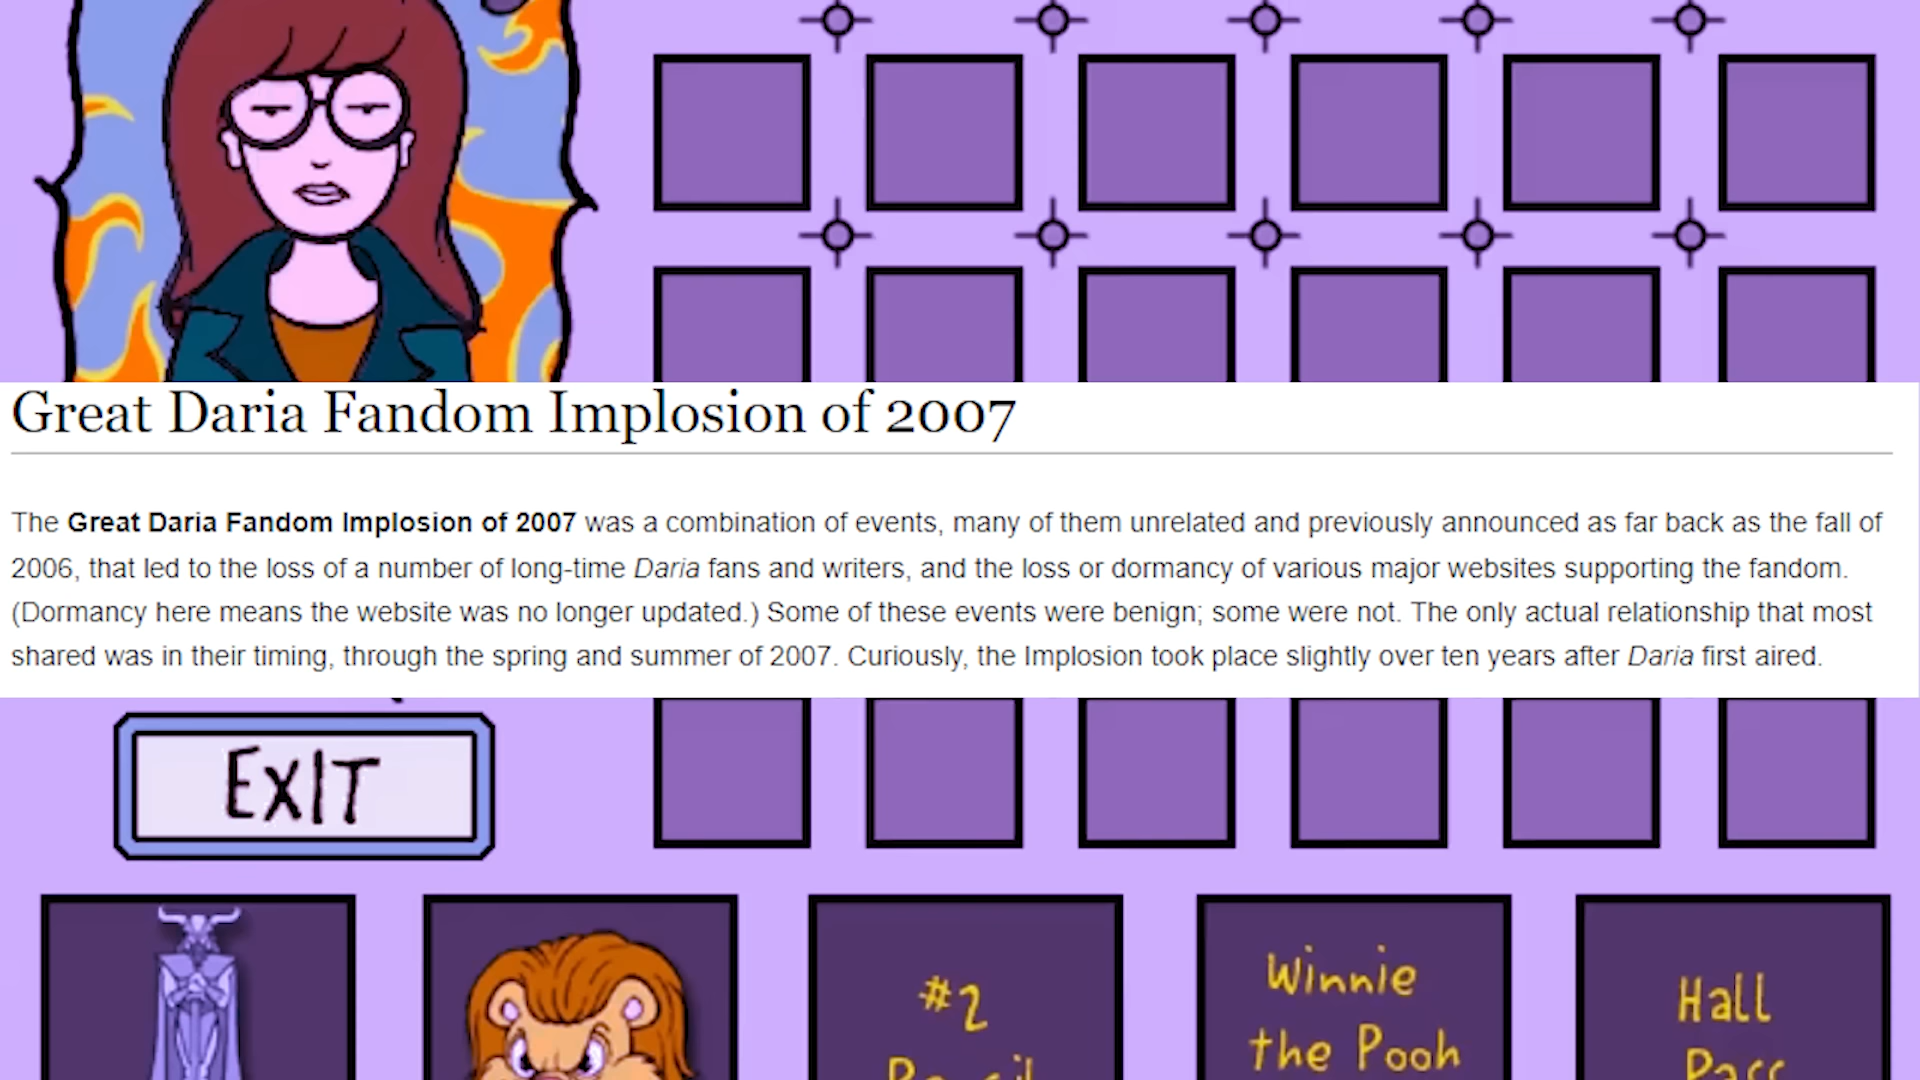 Great Daria Fandom Implosion of 2007
The Great Daria Fandom Implosion of 2007 was a combination of events, many of them unrelated and previously announced as far back as the fall of
2006, that led to the loss of a number of long-time Daria fans and writers, and the loss or dormancy of various major websites supporting the fandom.
(Dormancy here means the website was no longer updated.) Some of these events were benign; some were not. The only actual relationship that most
shared was in their timing, through the spring and summer of 2007. Curiously, the Implosion took place slightly over ten years after Daria first aired.
EXIT
#2
Pencil
Winnie
the Pooh
Hall
Pass